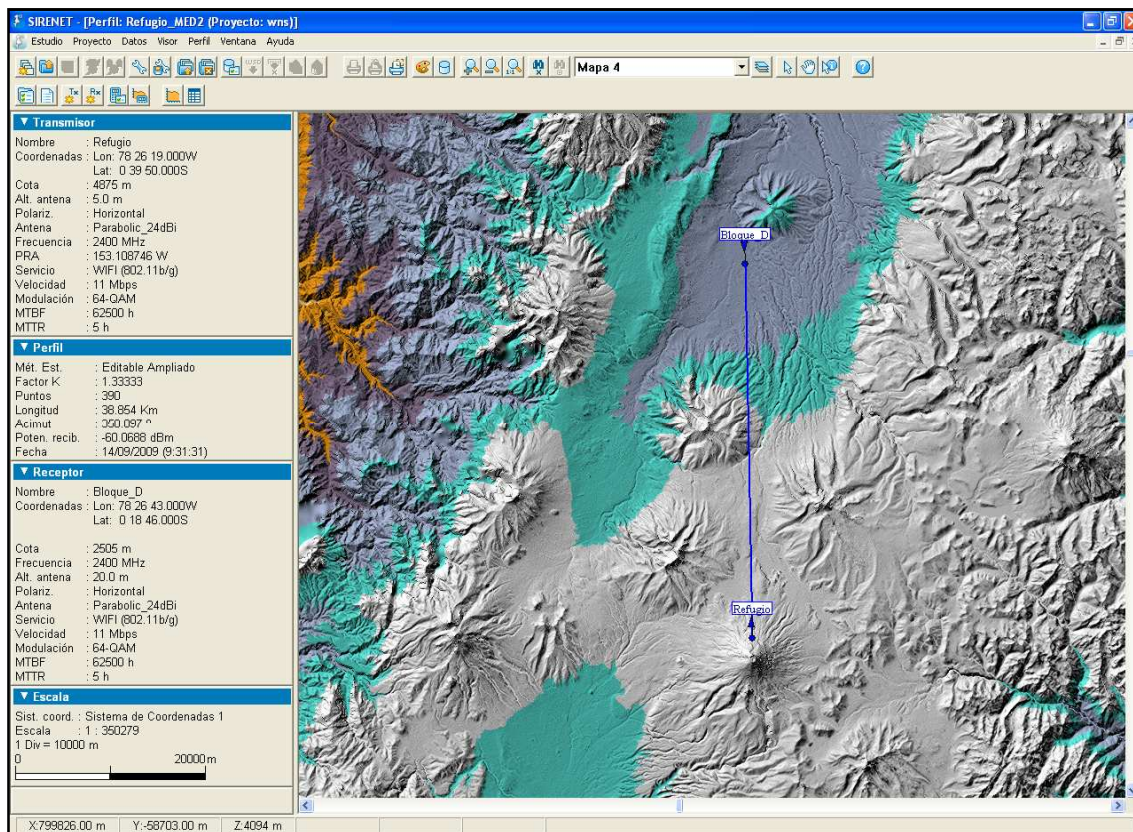 SIRENET - [Perfil: Refugio_MED2 (Proyecto: wns)]
Estudio Proyecto Datos Visor Perfil Ventana Ayuda
Mapa 4
Transmisor
Nombre : Refugio
Coordenadas : Lon: 78 26 19.000W
Lat: 0 39 50.000S
Cota : 4875 m
Alt. antena : 5.0 m
Polariz. : Horizontal
Antena : Parabolic_24dBi
Frecuencia : 2400 MHz
PRA : 153.108746 W
Servicio : WIFI (802.11b/g)
Velocidad : 11 Mbps
Modulación : 64-QAM
MTBF : 62500 h
MTTR : 5 h
Perfil
Mét. Est. : Editable Ampliado
Factor K : 1.33333
Puntos : 390
Longitud : 38.854 Km
Acimut : 350.097 °
Poten. recib. : -60.0688 dBm
Fecha : 14/09/2009 (9:31:31)
Receptor
Nombre : Bloque_D
Coordenadas : Lon: 78 26 43.000W
Lat: 0 18 46.000S
Cota : 2505 m
Frecuencia : 2400 MHz
Alt. antena : 20.0 m
Polariz. : Horizontal
Antena : Parabolic_24dBi
Servicio : WIFI (802.11b/g)
Velocidad : 11 Mbps
Modulación : 64-QAM
MTBF : 62500 h
MTTR : 5 h
Escala
Sist. coord. : Sistema de Coordenadas 1
Escala : 1 : 350279
1 Div = 10000 m
0 20000m
Bloque_D
Refugio
X:799826.00 m Y:-58703.00 m Z:4094 m